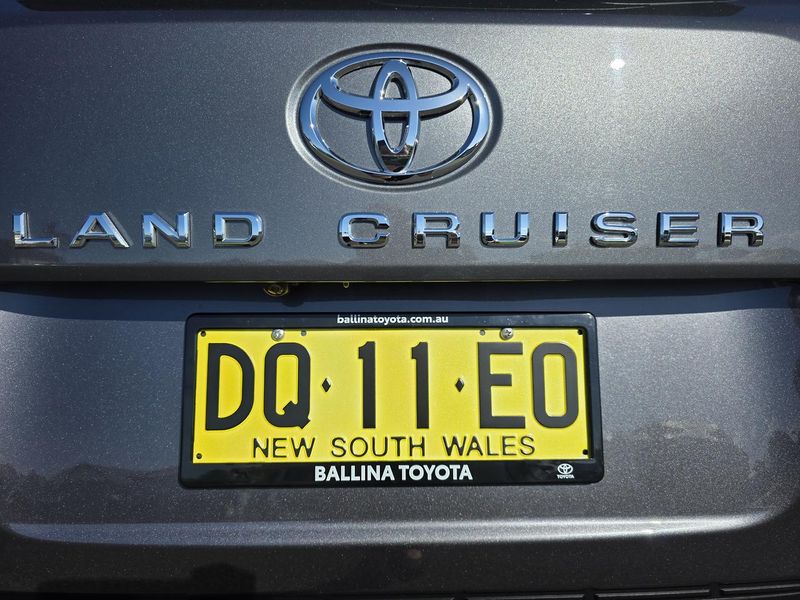 LAND CRUISER
ballinatoyota.com.au
DQ·11·EO
NEW SOUTH WALES
BALLINA TOYOTA
TOYOTA